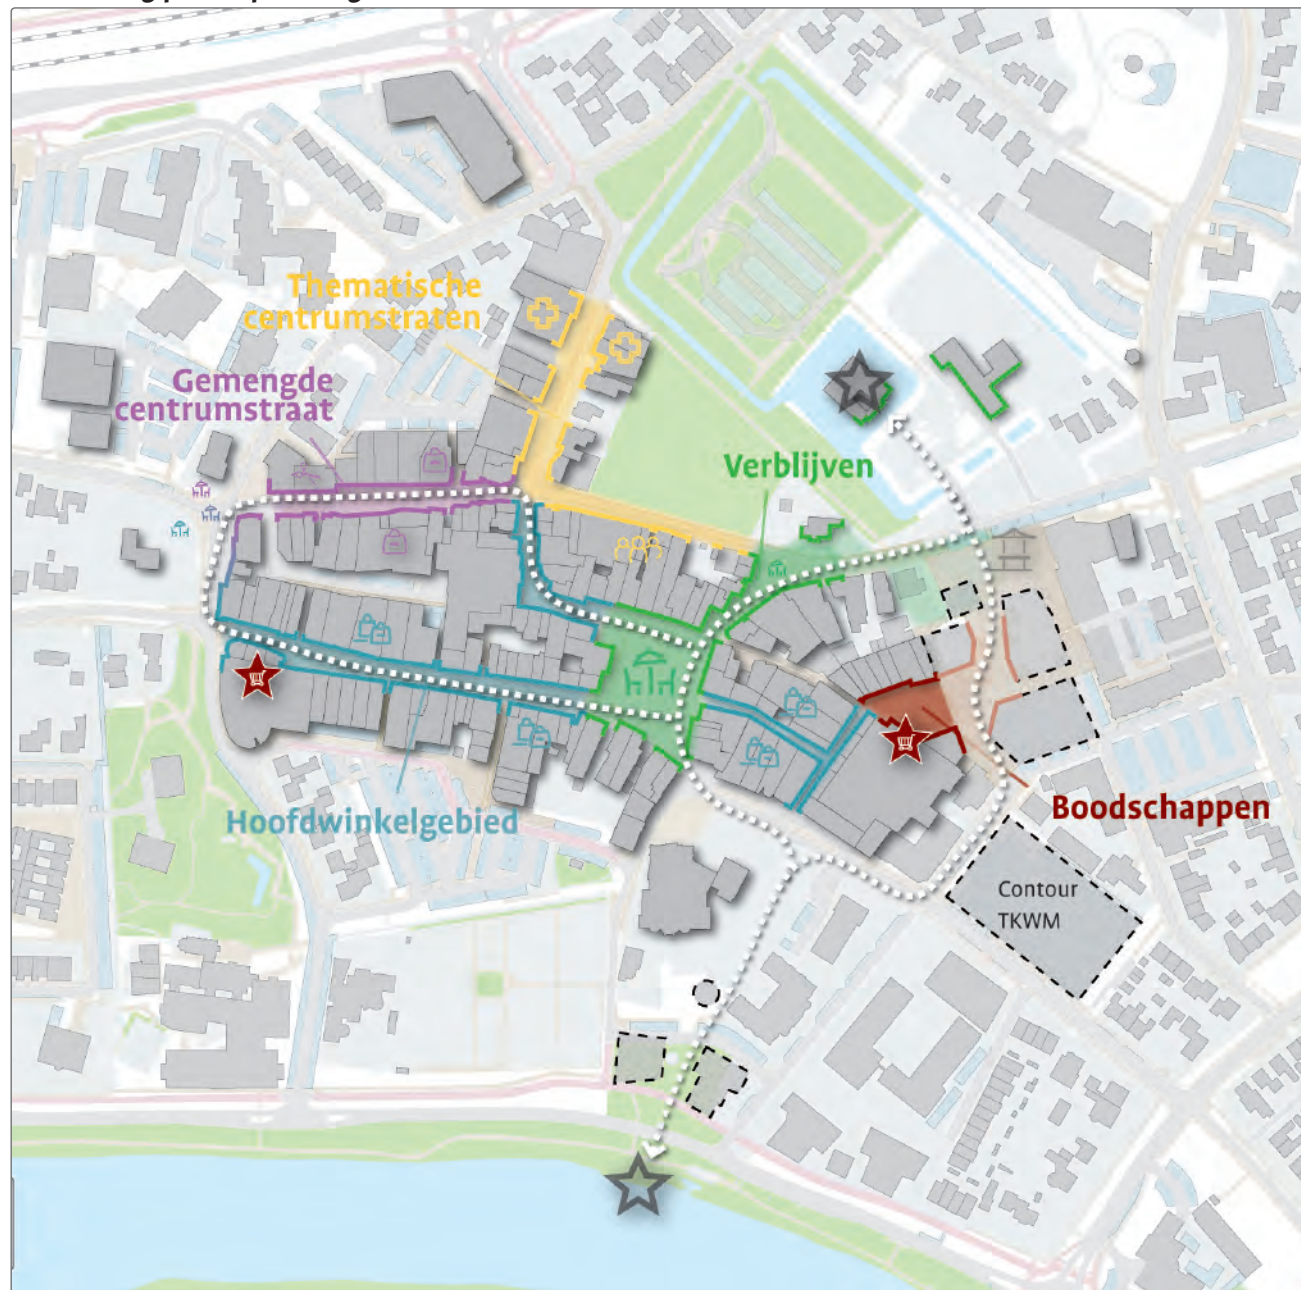 Thematische
centrumstraten
Gemengde
centrumstraat
Verblijven
Hoofdwinkelgebied
Boodschappen
Contour
TKWM